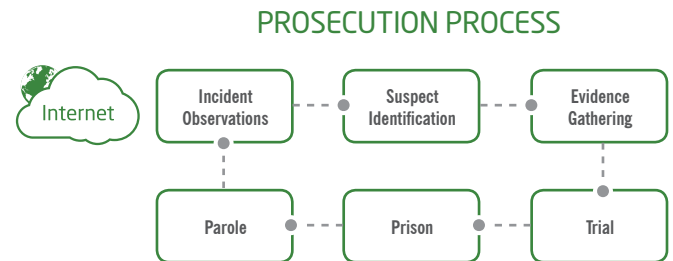 PROSECUTION PROCESS
Internet
Incident
Observations
Suspect
Identification
Evidence
Gathering
Parole
Prison
Trial